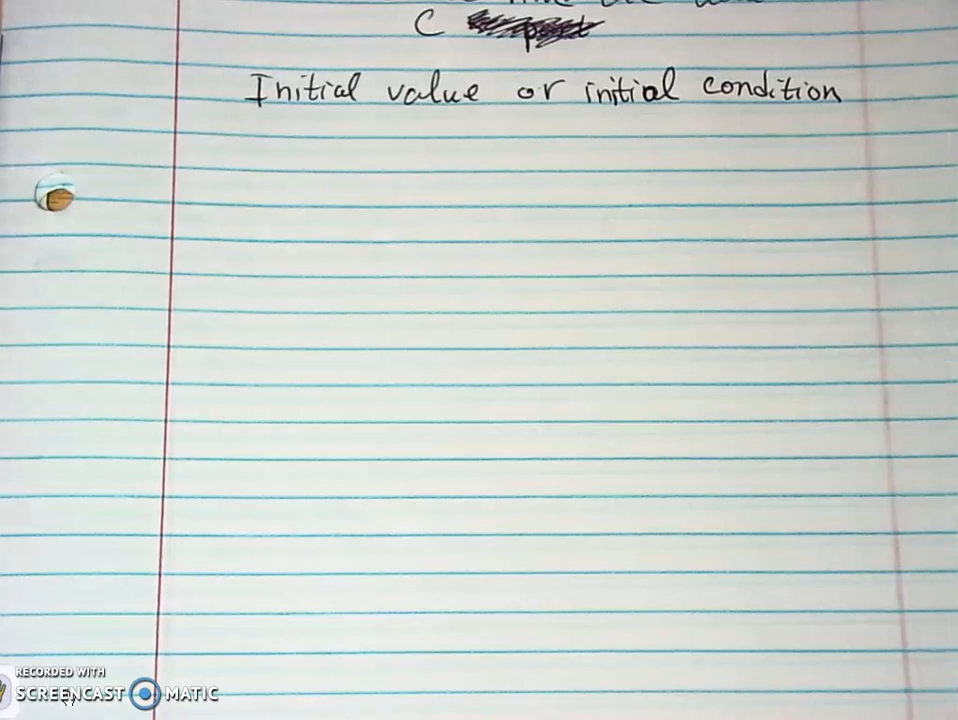 C
Initial value or initial condition
RECORDED WITH
SCREENCAST MATIC